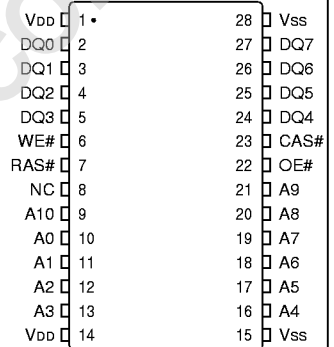 VDD 1 • 28 VSS
DQ0 2 27 DQ7
DQ1 3 26 DQ6
DQ2 4 25 DQ5
DQ3 5 24 DQ4
WE# 6 23 CAS#
RAS# 7 22 OE#
NC 8 21 A9
A10 9 20 A8
A0 10 19 A7
A1 11 18 A6
A2 12 17 A5
A3 13 16 A4
VDD 14 15 VSS